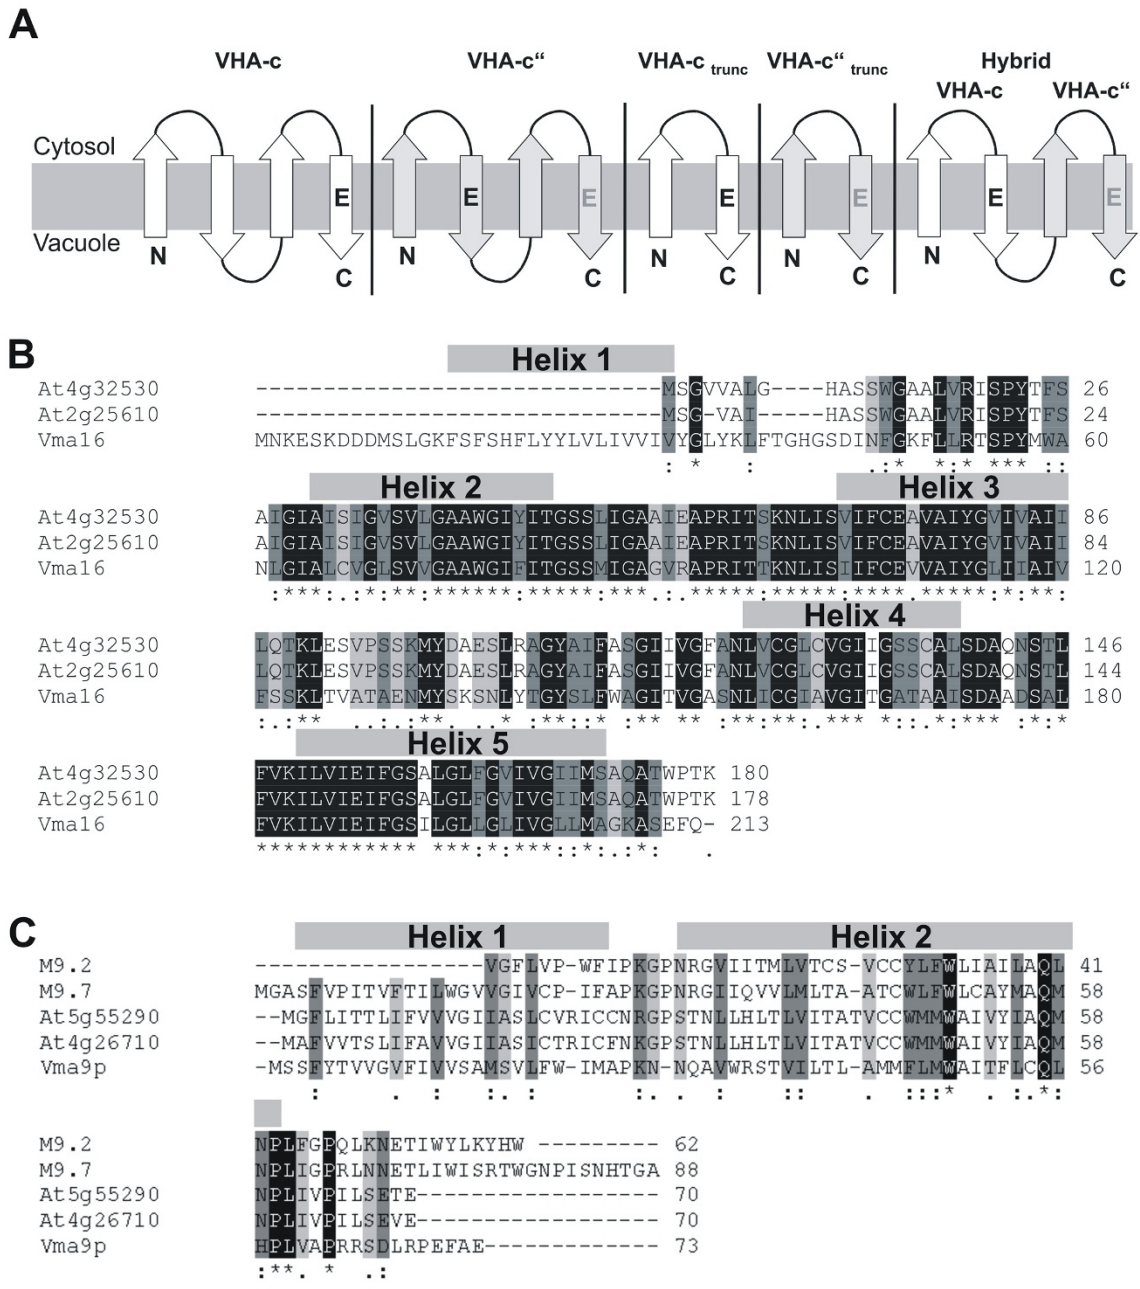 A
VHA-c VHA-c“ VHA-c trunc VHA-c“ trunc Hybrid
VHA-c VHA-c“
Cytosol
E E E E E E E
Vacuole
N N N N N
C C C C C
B
Helix 1
At4g32530 ------------------------------MSGVVALG----HASSWGAALVRISPYTFS 26
At2g25610 ------------------------------MSG-VAI-----HASSWGAALVRISPYTFS 24
Vma16 MNKESKDDDMSLGKFSFSHFLYYLVLIVVIVYGLYKLFTGHGSDINFGKFLLRTSPYMWA 60
: * : .:* *:* *** ::
Helix 2 Helix 3
At4g32530 AIGIAISIGVSVLGAAWGIYITGSSLIGAAIEAPRITSKNLISVIFCEAVAIYGVIVAII 86
At2g25610 AIGIAISIGVSVLGAAWGIYITGSSLIGAAIEAPRITSKNLISVIFCEAVAIYGVIVAII 84
Vma16 NLGIALCVGLSVVGAAWGIFITGSSMIGAGVRAPRITTKNLISIIFCEVVAIYGLIIAIV 120
:***:.:*:**:******:*****:***.:.:*****:*****:****.*****:*:**:
Helix 4
At4g32530 LQTKLESVPSSKMYDAESLRAGYAIFASGIIVGFANLVCGLCVGIIGSSCALSDAQNSTL 146
At2g25610 LQTKLESVPSSKMYDAESLRAGYAIFASGIIVGFANLVCGLCVGIIGSSCALSDAQNSTL 144
Vma16 FSSKLTVATAENMYSKSNLYTGYSLFWAGITVGASNLICGIAVGITGATAALSDAADSAL 180
:.:** ..:.:** . .* :**::* :** ** :**:**:.*** *::.***** :*:*
Helix 5
At4g32530 FVKILVIEIFGSALGLFGVIVGIIMSAQATWPTK 180
At2g25610 FVKILVIEIFGSALGLFGVIVGIIMSAQATWPTK 178
Vma16 FVKILVIEIFGSILGLLGLIVGLLMAGKASEFQ- 213
************ ***:*:***::*:.:*: .
C
Helix 1 Helix 2
M9.2 -----------------VGFLVP-WFIPKGPNRGVIITMLVTCS-VCCYLFWLIAILAQL 41
M9.7 MGASFVPITVFTILWGVVGIVCP-IFAPKGPNRGIIQVVLMLTA-ATCWLFWLCAYMAQM 58
At5g55290 --MGFLITTLIFVVVGIIASLCVRICCNRGPSTNLLHLTLVITATVCCWMMWAIVYIAQM 58
At4g26710 --MAFVVTSLIFAVVGIIASICTRICFNKGPSTNLLHLTLVITATVCCWMMWAIVYIAQM 58
Vma9p -MSSFYTVVGVFIVVSAMSVLFW-IMAPKN-NQAVWRSTVILTL-AMMFLMWAITFLCQL 56
: . : :. : :. . : :: . :::* . :.*:
M9.2 NPLFGPQLKNETIWYLKYHW --------- 62
M9.7 NPLIGPRLNNETLIWISRTWGNPISNHTGA 88
At5g55290 NPLIVPILSETE------------------ 70
At4g26710 NPLIVPILSEVE------------------ 70
Vma9p HPLVAPRRSDLRPEFAE------------- 73
:**. * .: